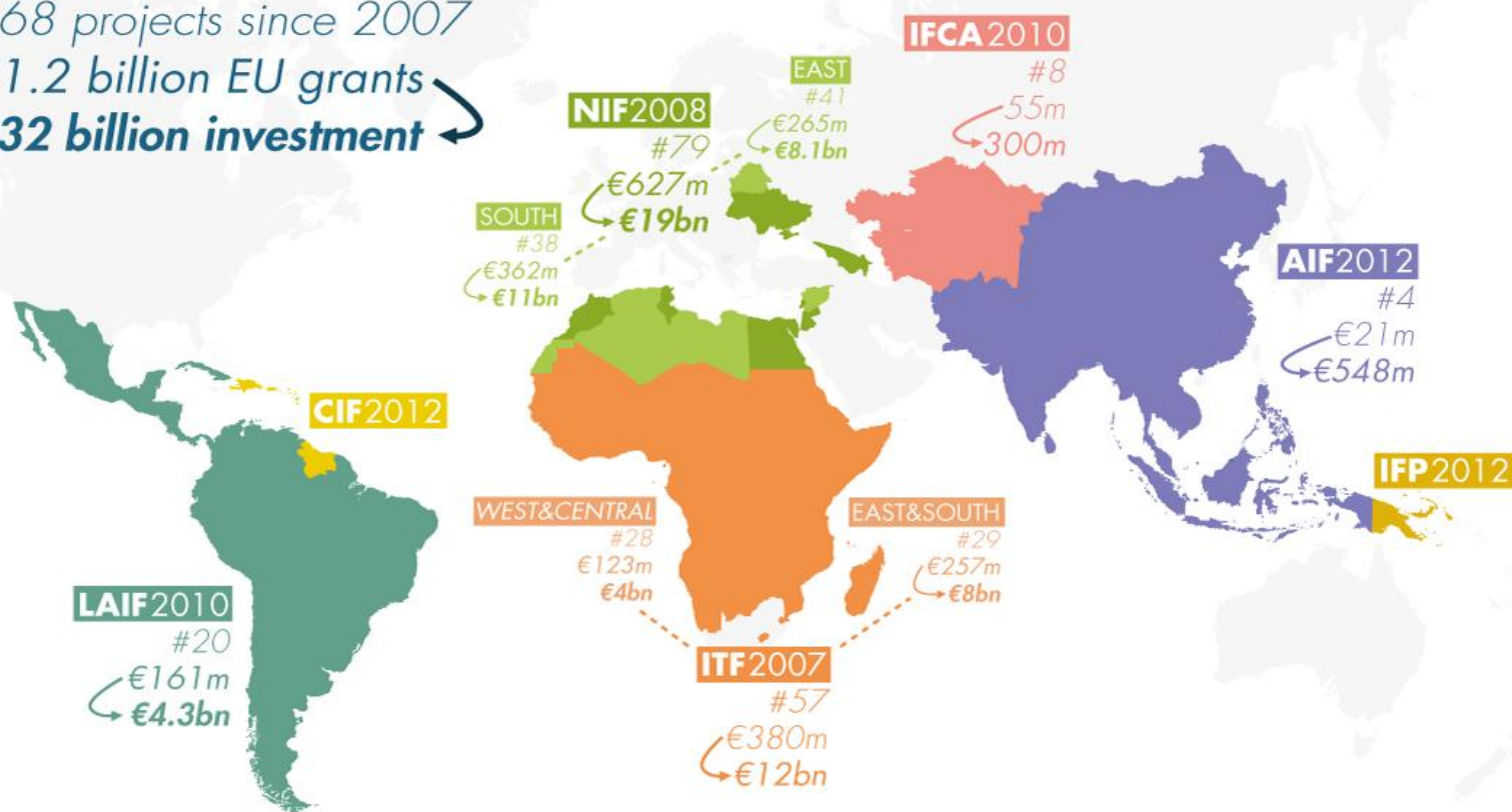 68 projects since 2007
1.2 billion EU grants
32 billion investment
NIF2008
#79
€627m
€19bn
EAST
#41
€265m
€8.1bn
SOUTH
#38
€362m
€11bn
IFCA2010
#8
55m
300m
AIF2012
#4
€21m
€548m
CIF2012
IFP2012
LAIF2010
#20
€161m
€4.3bn
WEST&CENTRAL
#28
€123m
€4bn
EAST&SOUTH
#29
€257m
€8bn
ITF2007
#57
€380m
€12bn